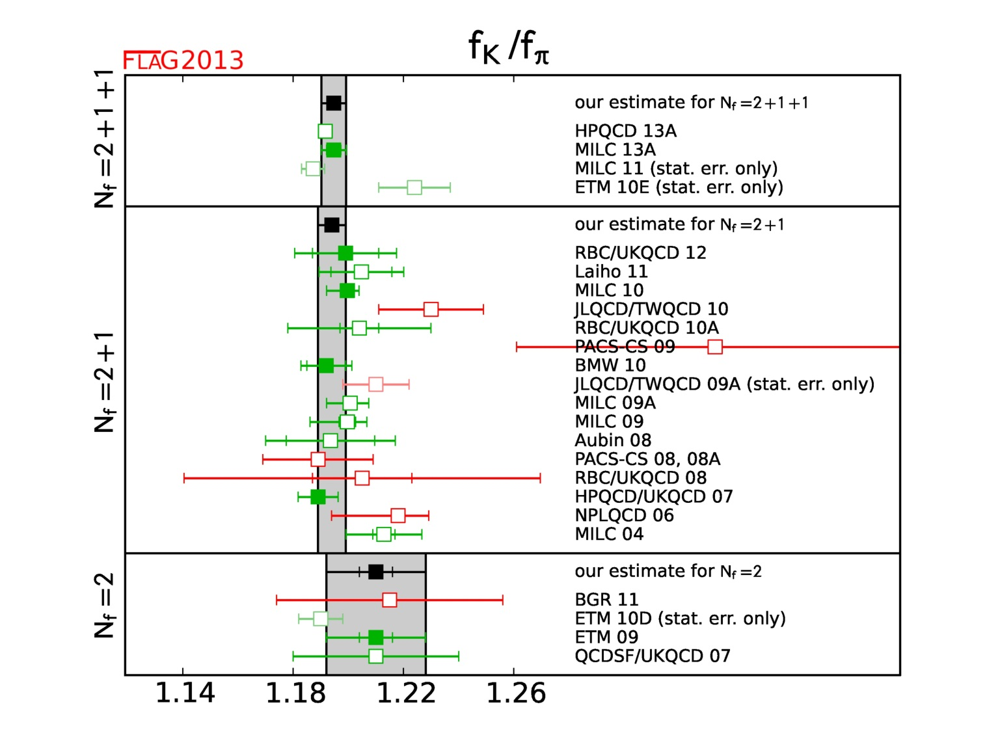 fK/fπ
FLAG2013
Nf=2+1+1
our estimate for Nf=2+1+1
HPQCD 13A
MILC 13A
MILC 11 (stat. err. only)
ETM 10E (stat. err. only)
Nf=2+1
our estimate for Nf=2+1
RBC/UKQCD 12
Laiho 11
MILC 10
JLQCD/TWQCD 10
RBC/UKQCD 10A
PACS-CS 09
BMW 10
JLQCD/TWQCD 09A (stat. err. only)
MILC 09A
MILC 09
Aubin 08
PACS-CS 08, 08A
RBC/UKQCD 08
HPQCD/UKQCD 07
NPLQCD 06
MILC 04
Nf=2
our estimate for Nf=2
BGR 11
ETM 10D (stat. err. only)
ETM 09
QCDSF/UKQCD 07
1.14 1.18 1.22 1.26